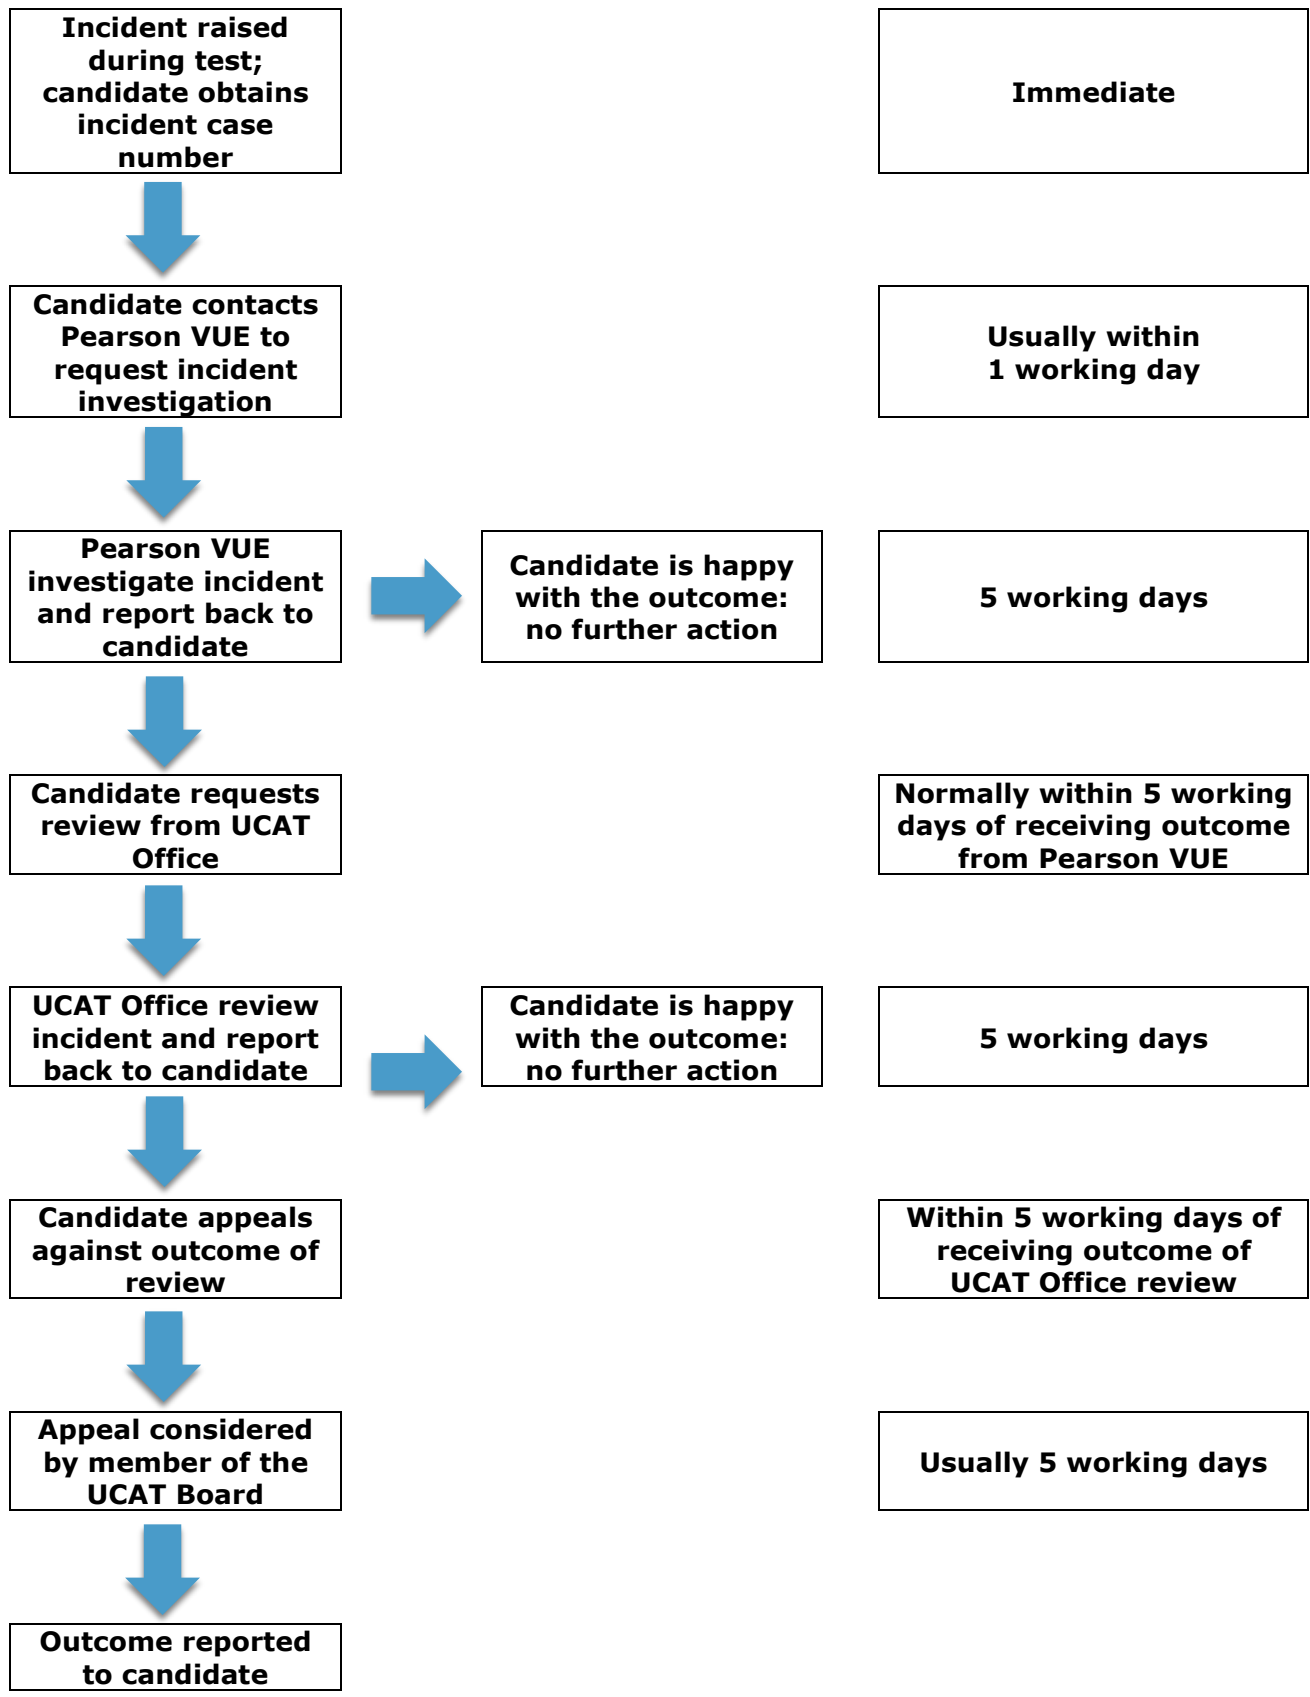 Incident raised
during test;
candidate obtains
incident case
number
Immediate
Candidate contacts
Pearson VUE to
request incident
investigation
Usually within
1 working day
Pearson VUE
investigate incident
and report back to
candidate
Candidate is happy
with the outcome:
no further action
5 working days
Candidate requests
review from UCAT
Office
Normally within 5 working
days of receiving outcome
from Pearson VUE
UCAT Office review
incident and report
back to candidate
Candidate is happy
with the outcome:
no further action
5 working days
Candidate appeals
against outcome of
review
Within 5 working days of
receiving outcome of
UCAT Office review
Appeal considered
by member of the
UCAT Board
Usually 5 working days
Outcome reported
to candidate